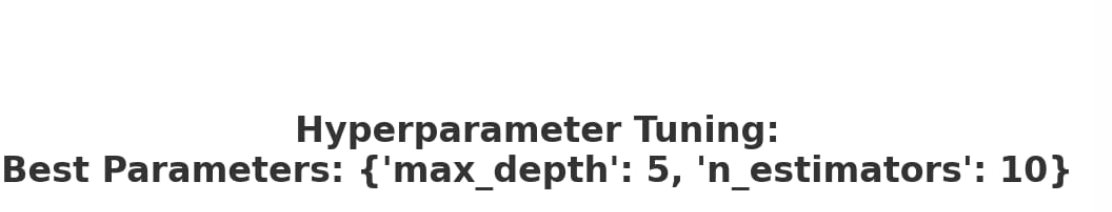 Hyperparameter Tuning:
Best Parameters: {'max_depth': 5, 'n_estimators': 10}